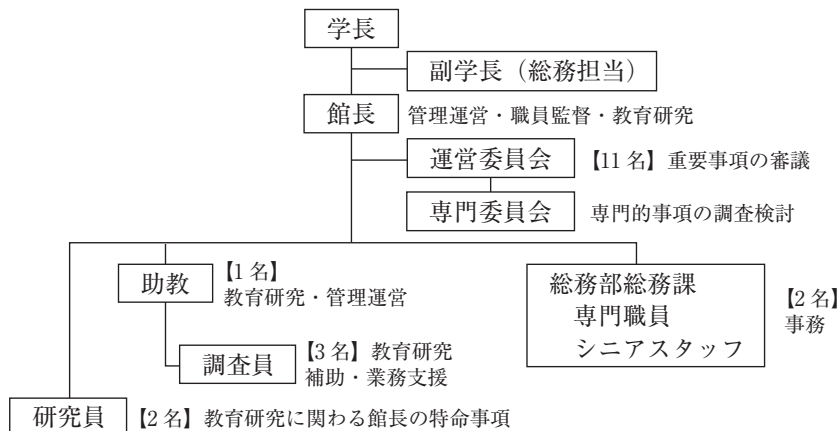 学長
副学長（総務担当）
館長 管理運営・職員監督・教育研究
運営委員会 【11 名】重要事項の審議
専門委員会 専門的事項の調査検討
助教 【1 名】
教育研究・管理運営
総務部総務課
専門職員
シニアスタッフ
【2 名】
事務
調査員 【3 名】教育研究
補助・業務支援
研究員 【2 名】教育研究に関わる館長の特命事項